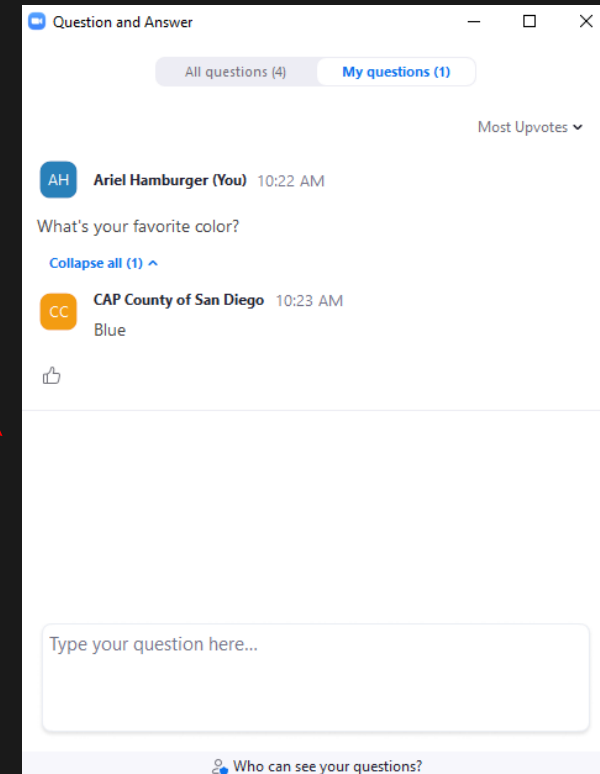 Question and Answer
All questions (4) My questions (1)
Most Upvotes
AH Ariel Hamburger (You) 10:22 AM
What's your favorite color?
Collapse all (1)
CC CAP County of San Diego 10:23 AM
Blue
Type your question here...
Who can see your questions?